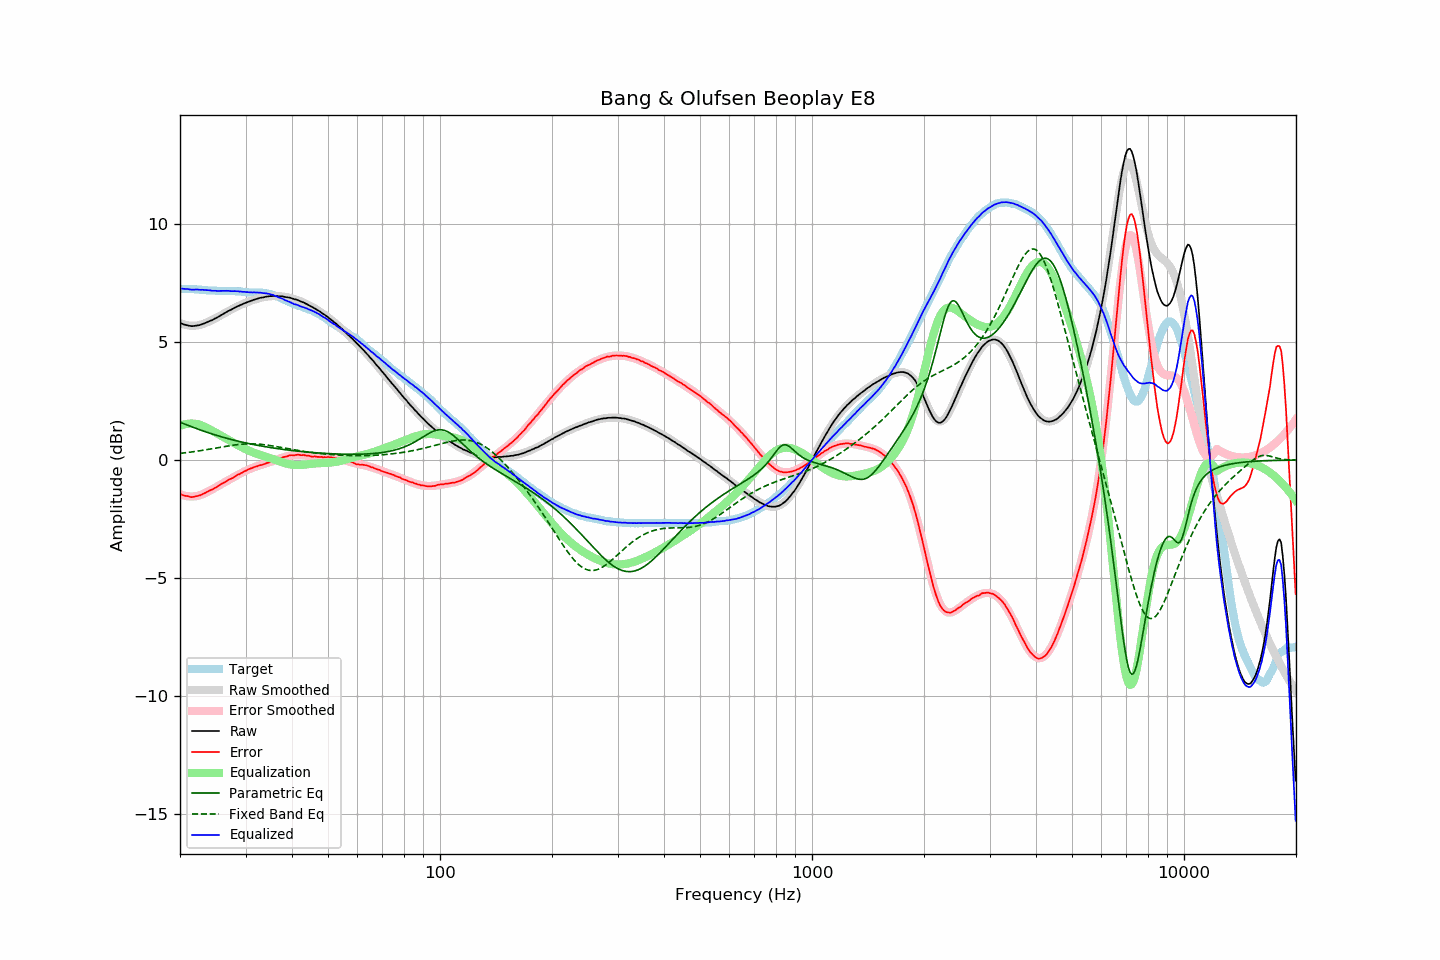 Bang & Olufsen Beoplay E8
Amplitude (dBr)
10
5
0
−5
−10
−15
Target
Raw Smoothed
Error Smoothed
Raw
Error
Equalization
Parametric Eq
Fixed Band Eq
Equalized
100
1000
10000
Frequency (Hz)